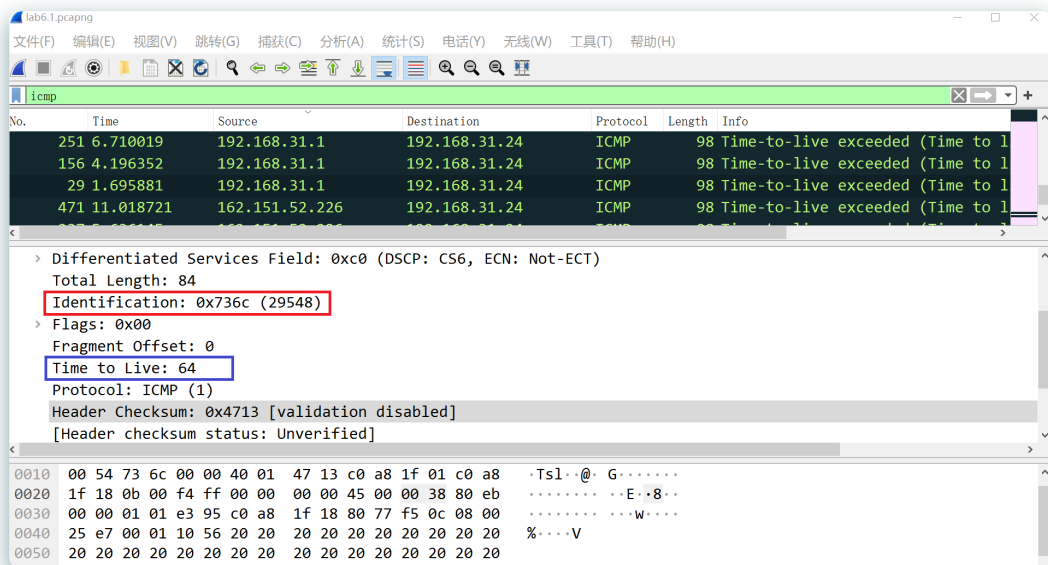 lab6.1.pcapng
文件(F) 编辑(E) 视图(V) 跳转(G) 捕获(C) 分析(A) 统计(S) 电话(Y) 无线(W) 工具(T) 帮助(H)
icmp
No. Time Source Destination Protocol Length Info
251 6.710019 192.168.31.1 192.168.31.24 ICMP 98 Time-to-live exceeded (Time to l
156 4.196352 192.168.31.1 192.168.31.24 ICMP 98 Time-to-live exceeded (Time to l
29 1.695881 192.168.31.1 192.168.31.24 ICMP 98 Time-to-live exceeded (Time to l
471 11.018721 162.151.52.226 192.168.31.24 ICMP 98 Time-to-live exceeded (Time to l
Differentiated Services Field: 0xc0 (DSCP: CS6, ECN: Not-ECT)
Total Length: 84
Identification: 0x736c (29548)
Flags: 0x00
Fragment Offset: 0
Time to Live: 64
Protocol: ICMP (1)
Header Checksum: 0x4713 [validation disabled]
[Header checksum status: Unverified]
0010 00 54 73 6c 00 00 40 01 47 13 c0 a8 1f 01 c0 a8 ·Tsl··@· G·······
0020 1f 18 0b 00 f4 ff 00 00 00 00 45 00 00 38 80 eb ········ ··E··8··
0030 00 00 01 01 e3 95 c0 a8 1f 18 80 77 f5 0c 08 00 ········ ···w····
0040 25 e7 00 01 10 56 20 20 20 20 20 20 20 20 20 20 %····V
0050 20 20 20 20 20 20 20 20 20 20 20 20 20 20 20 20